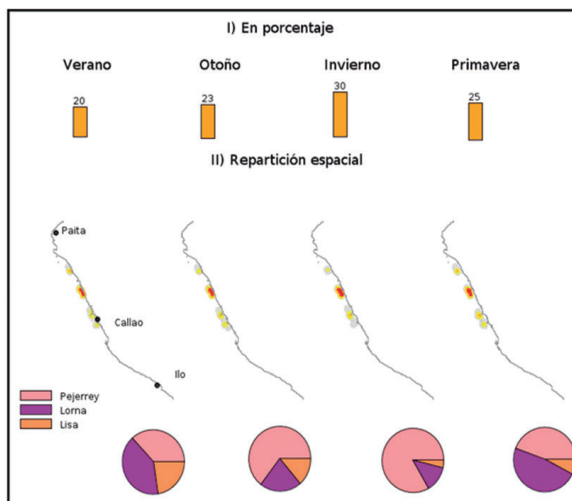 I) En porcentaje
Verano Otoño Invierno Primavera
20 23 30 25
II) Repartición espacial
Paita
Callao
Ilo
Pejerrey
Lorna
Lisa